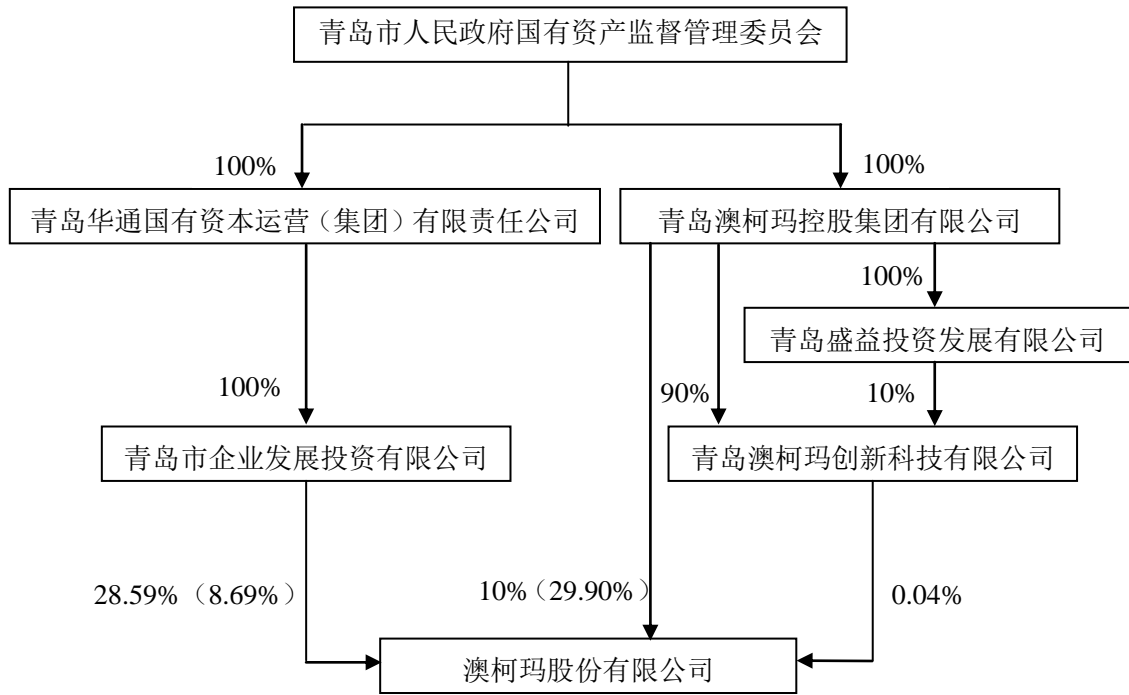 青岛市人民政府国有资产监督管理委员会
100%
100%
青岛华通国有资本运营（集团）有限责任公司
青岛澳柯玛控股集团有限公司
100%
青岛盛益投资发展有限公司
100%
90%
10%
青岛市企业发展投资有限公司
青岛澳柯玛创新科技有限公司
28.59%（8.69%）
10%（29.90%）
0.04%
澳柯玛股份有限公司